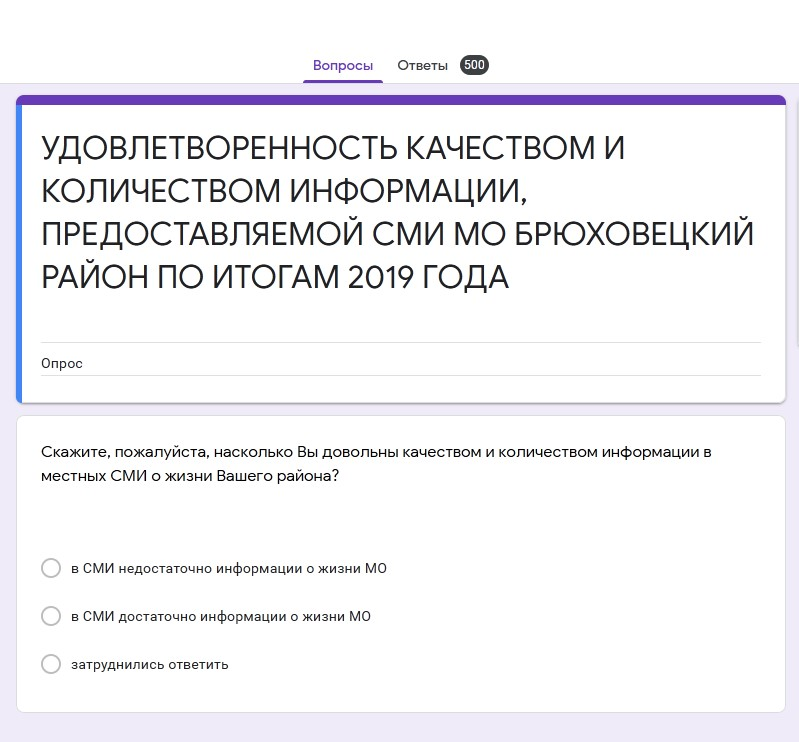 Вопросы Ответы 500
УДОВЛЕТВОРЕННОСТЬ КАЧЕСТВОМ И
КОЛИЧЕСТВОМ ИНФОРМАЦИИ,
ПРЕДОСТАВЛЯЕМОЙ СМИ МО БРЮХОВЕЦКИЙ
РАЙОН ПО ИТОГАМ 2019 ГОДА
Опрос
Скажите, пожалуйста, насколько Вы довольны качеством и количеством информации в
местных СМИ о жизни Вашего района?
в СМИ недостаточно информации о жизни МО
в СМИ достаточно информации о жизни МО
затруднились ответить